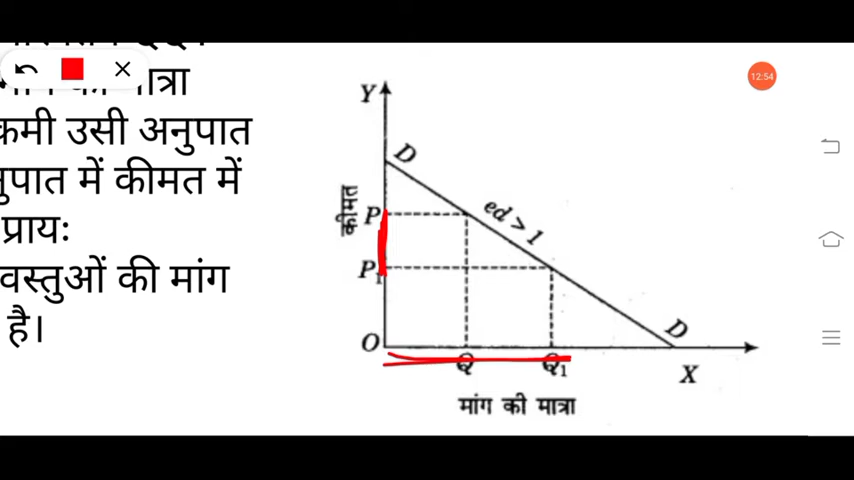 मात्रा
कमी उसी अनुपात
नुपात में कीमत में
प्रायः
वस्तुओं की मांग
है।
12:54
Y
D
कीमत
P
ed > 1
P₁
D
O
Q
Q₁
X
मांग की मात्रा